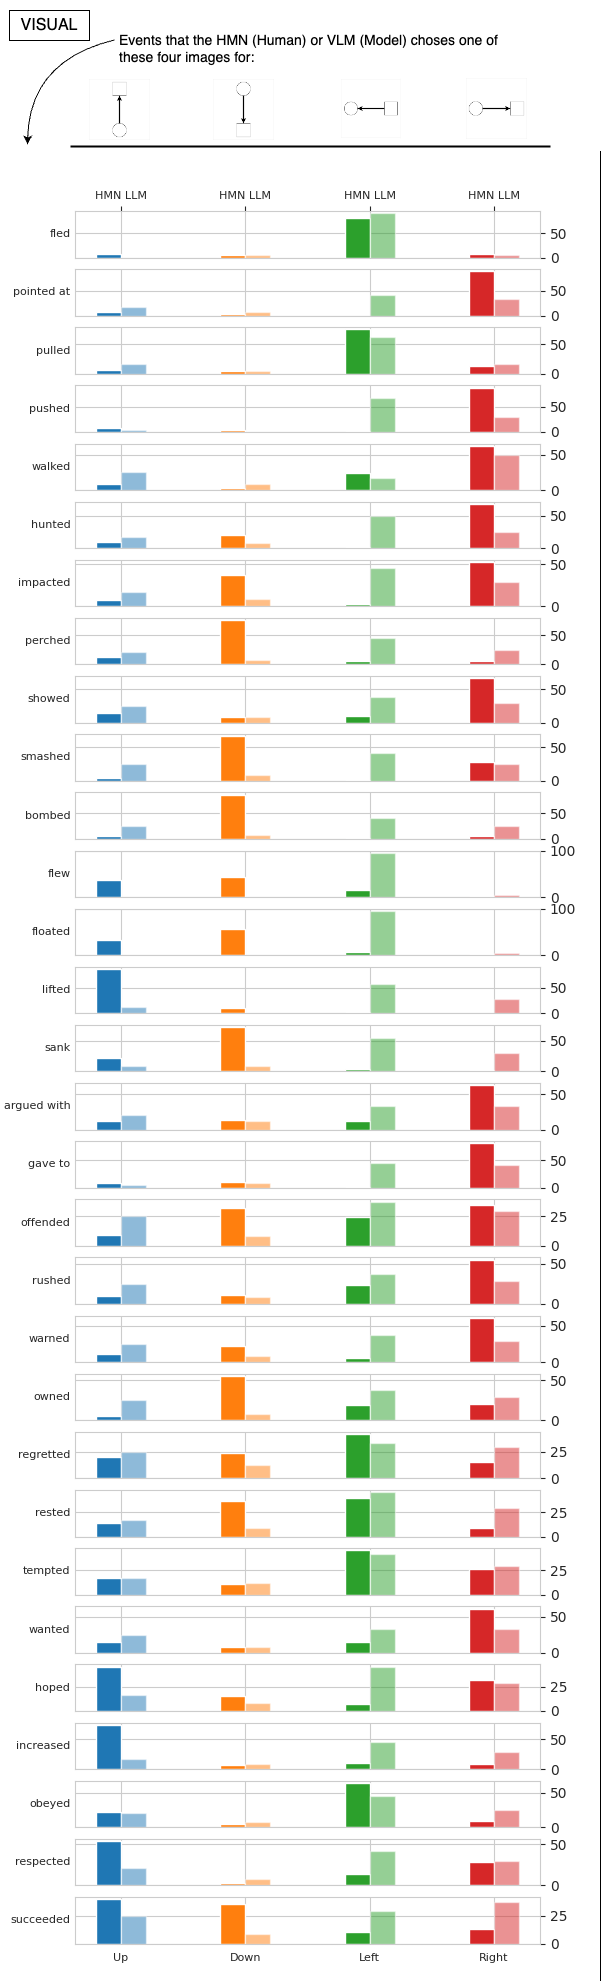 VISUAL
Events that the HMN (Human) or VLM (Model) choses one of
these four images for:
HMN LLM HMN LLM HMN LLM HMN LLM
fled 50 0
pointed at 50 0
pulled 50 0
pushed 50 0
walked 50 0
hunted 50 0
impacted 50 0
perched 50 0
showed 50 0
smashed 50 0
bombed 50 0
flew 100 0
floated 100 0
lifted 50 0
sank 50 0
argued with 50 0
gave to 50 0
offended 25 0
rushed 50 0
warned 50 0
owned 50 0
regretted 25 0
rested 25 0
tempted 25 0
wanted 50 0
hoped 25 0
increased 50 0
obeyed 50 0
respected 50 0
succeeded 25 0
Up Down Left Right